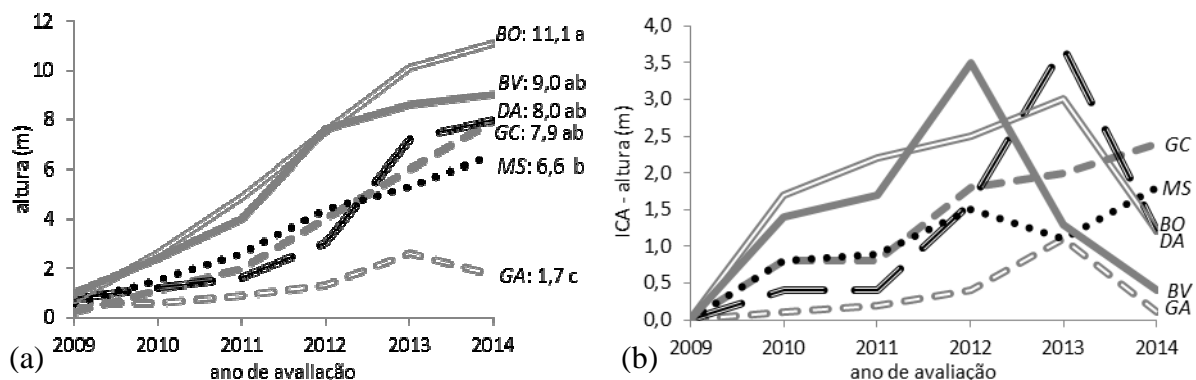 12
10
8
6
4
2
0
altura (m)
BO: 11,1 a
BV: 9,0 ab
DA: 8,0 ab
GC: 7,9 ab
MS: 6,6 b
GA: 1,7 c
2009 2010 2011 2012 2013 2014
ano de avaliação
(a)
4,0
3,5
3,0
2,5
2,0
1,5
1,0
0,5
0,0
ICA - altura (m)
GC
MS
BO
DA
BV
GA
2009 2010 2011 2012 2013 2014
ano de avaliação
(b)